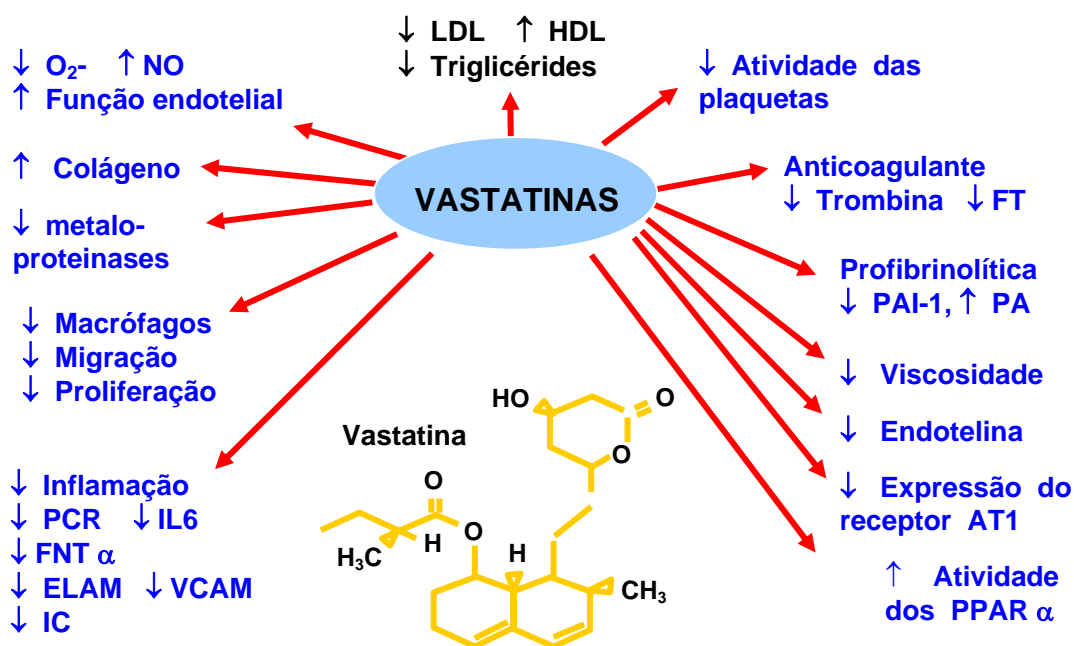 ↓ LDL ↑ HDL
↓ Triglicérides
↓ O₂- ↑ NO
↑ Função endotelial
↑ Colágeno
↓ metalo-
proteinases
↓ Macrófagos
↓ Migração
↓ Proliferação
↓ Inflamação
↓ PCR ↓ IL6
↓ FNT α
↓ ELAM ↓ VCAM
↓ IC
VASTATINAS
↓ Atividade das
plaquetas
Anticoagulante
↓ Trombina ↓ FT
Profibrinolítica
↓ PAI-1, ↑ PA
↓ Viscosidade
↓ Endotelina
↓ Expressão do
receptor AT1
↑ Atividade
dos PPAR α
Vastatina
HO
O
O
O
O
H₃C
H
H
CH₃